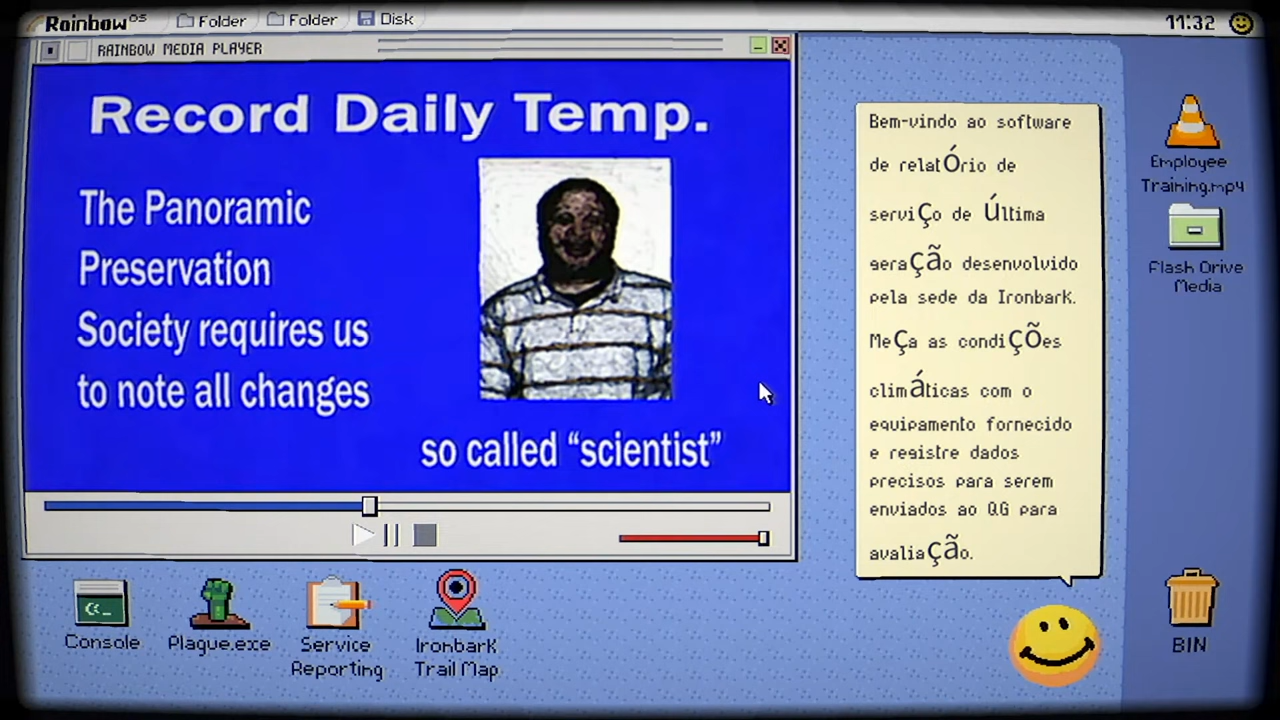 RainbowOS
Folder
Folder
Disk
11:32
RAINBOW MEDIA PLAYER
Record Daily Temp.
The Panoramic
Preservation
Society requires us
to note all changes
so called “scientist”
Bem-vindo ao software
de relatÓrio de
serviÇo de Última
geraÇÃo desenvolvido
pela sede da Ironbark.
MeÇa as condiÇÕes
climÁticas com o
equipamento fornecido
e registre dados
precisos para serem
enviados ao QG para
avaliaÇÃo.
Employee
Training.mp4
Flash Drive
Media
Console
Plague.exe
Service
Reporting
Ironbark
Trail Map
BIN